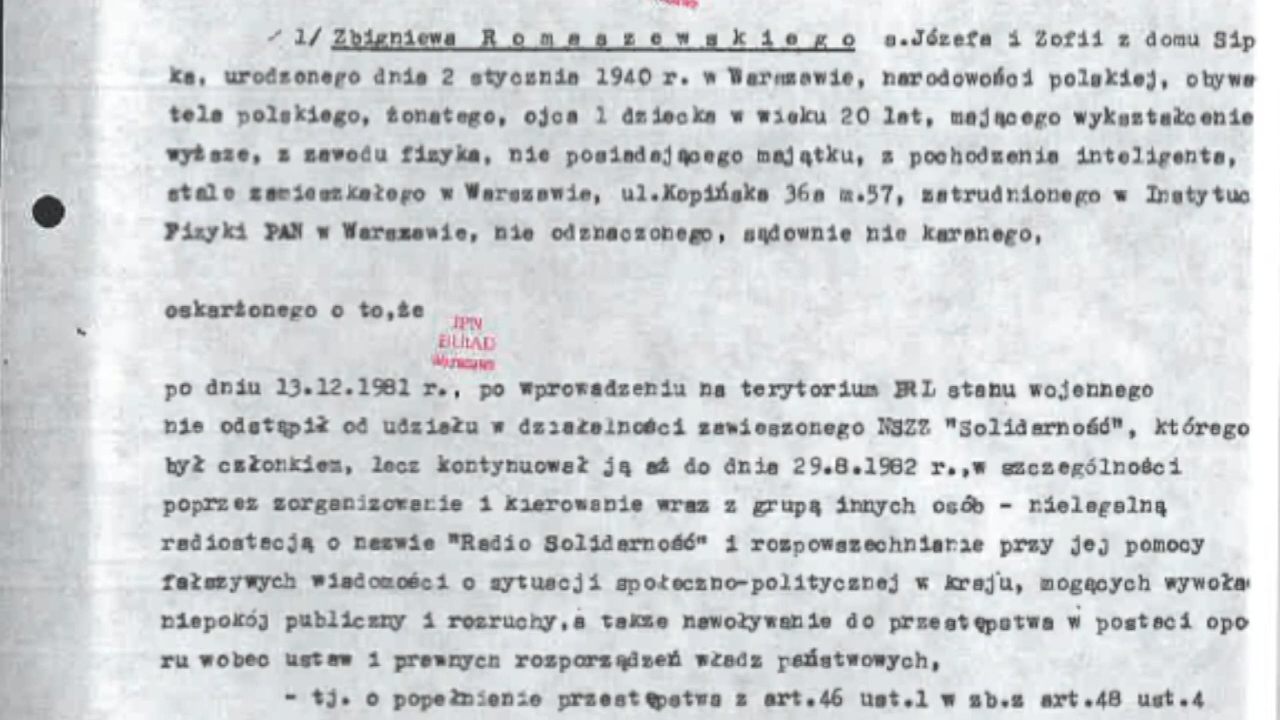 1/ Zbigniewa R o m a s z e w s k i e g o s.Józefa i Zofii z domu Sip
ka, urodzonego dnia 2 stycznia 1940 r. w Warszawie, narodowości polskiej, obywa
tela polskiego, żonatego, ojca 1 dziecka w wieku 20 lat, mającego wykształcenie
wyższe, z zawodu fizyka, nie posiadającego majątku, z pochodzenia inteligenta,
stale zamieszkałego w Warszawie, ul.Kopińska 36a m.57, zatrudnionego w Instytuc
Fizyki PAN w Warszawie, nie odznaczonego, sądownie nie karanego,
oskarżonego o to,że
IPN
BUiAD
Warszawa
po dniu 13.12.1981 r., po wprowadzeniu na terytorium PRL stanu wojennego
nie odstąpił od udziału w działalności zawieszonego NSZZ "Solidarność", którego
był członkiem, lecz kontynuował ją aż do dnia 29.8.1982 r.,w szczególności
poprzez zorganizowanie i kierowanie wraz z grupą innych osób - nielegalną
radiostacją o nazwie "Radio Solidarność" i rozpowszechnianie przy jej pomocy
fałszywych wiadomości o sytuacji społeczno-politycznej w kraju, mogących wywoła
niepokój publiczny i rozruchy,a także nawoływanie do przestępstwa w postaci opo
ru wobec ustaw i prawnych rozporządzeń władz państwowych,
- tj. o popełnienie przestępstwa z art.46 ust.1 w zb.z art.48 ust.4